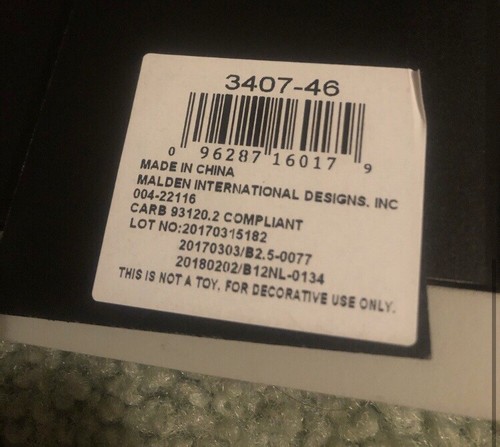 3407-46
0 96287 16017 9
MADE IN CHINA
MALDEN INTERNATIONAL DESIGNS. INC
004-22116
CARB 93120.2 COMPLIANT
LOT NO:20170315182
20170303/B2.5-0077
20180202/B12NL-0134
THIS IS NOT A TOY. FOR DECORATIVE USE ONLY.